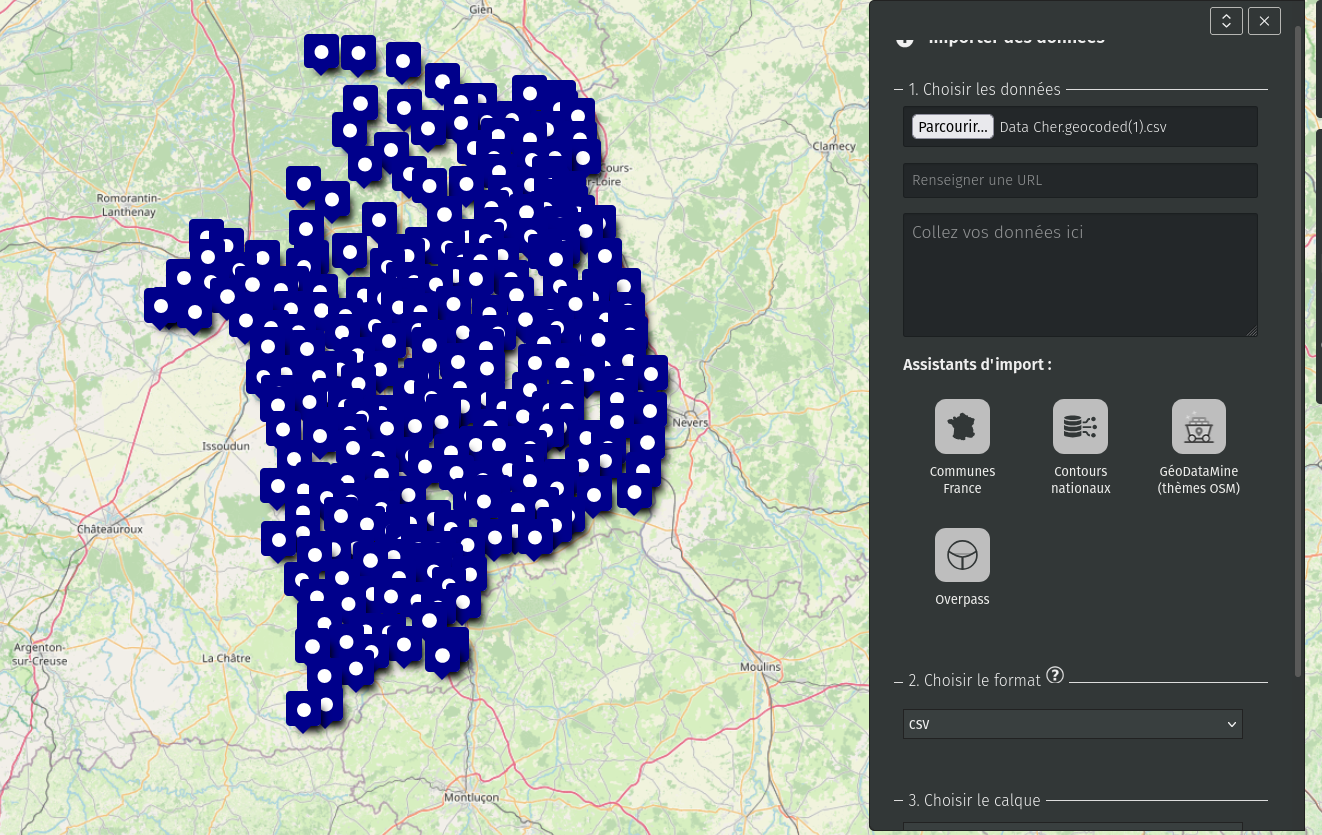 Gien
Importer des données
1. Choisir les données
Parcourir... Data Cher.geocoded(1).csv
Clamecy
ours-
r-Loire
Renseigner une URL
Romorantin-
Lanthenay
Collez vos données ici
Assistants d'import :
Nevers
Issoudun
Communes
France
Contours
nationaux
GéoDataMine
(thèmes OSM)
Châteauroux
Overpass
Argenton-
sur-Creuse
La Châtre
Moulins
2. Choisir le format ?
csv
Montluçon
3. Choisir le calque